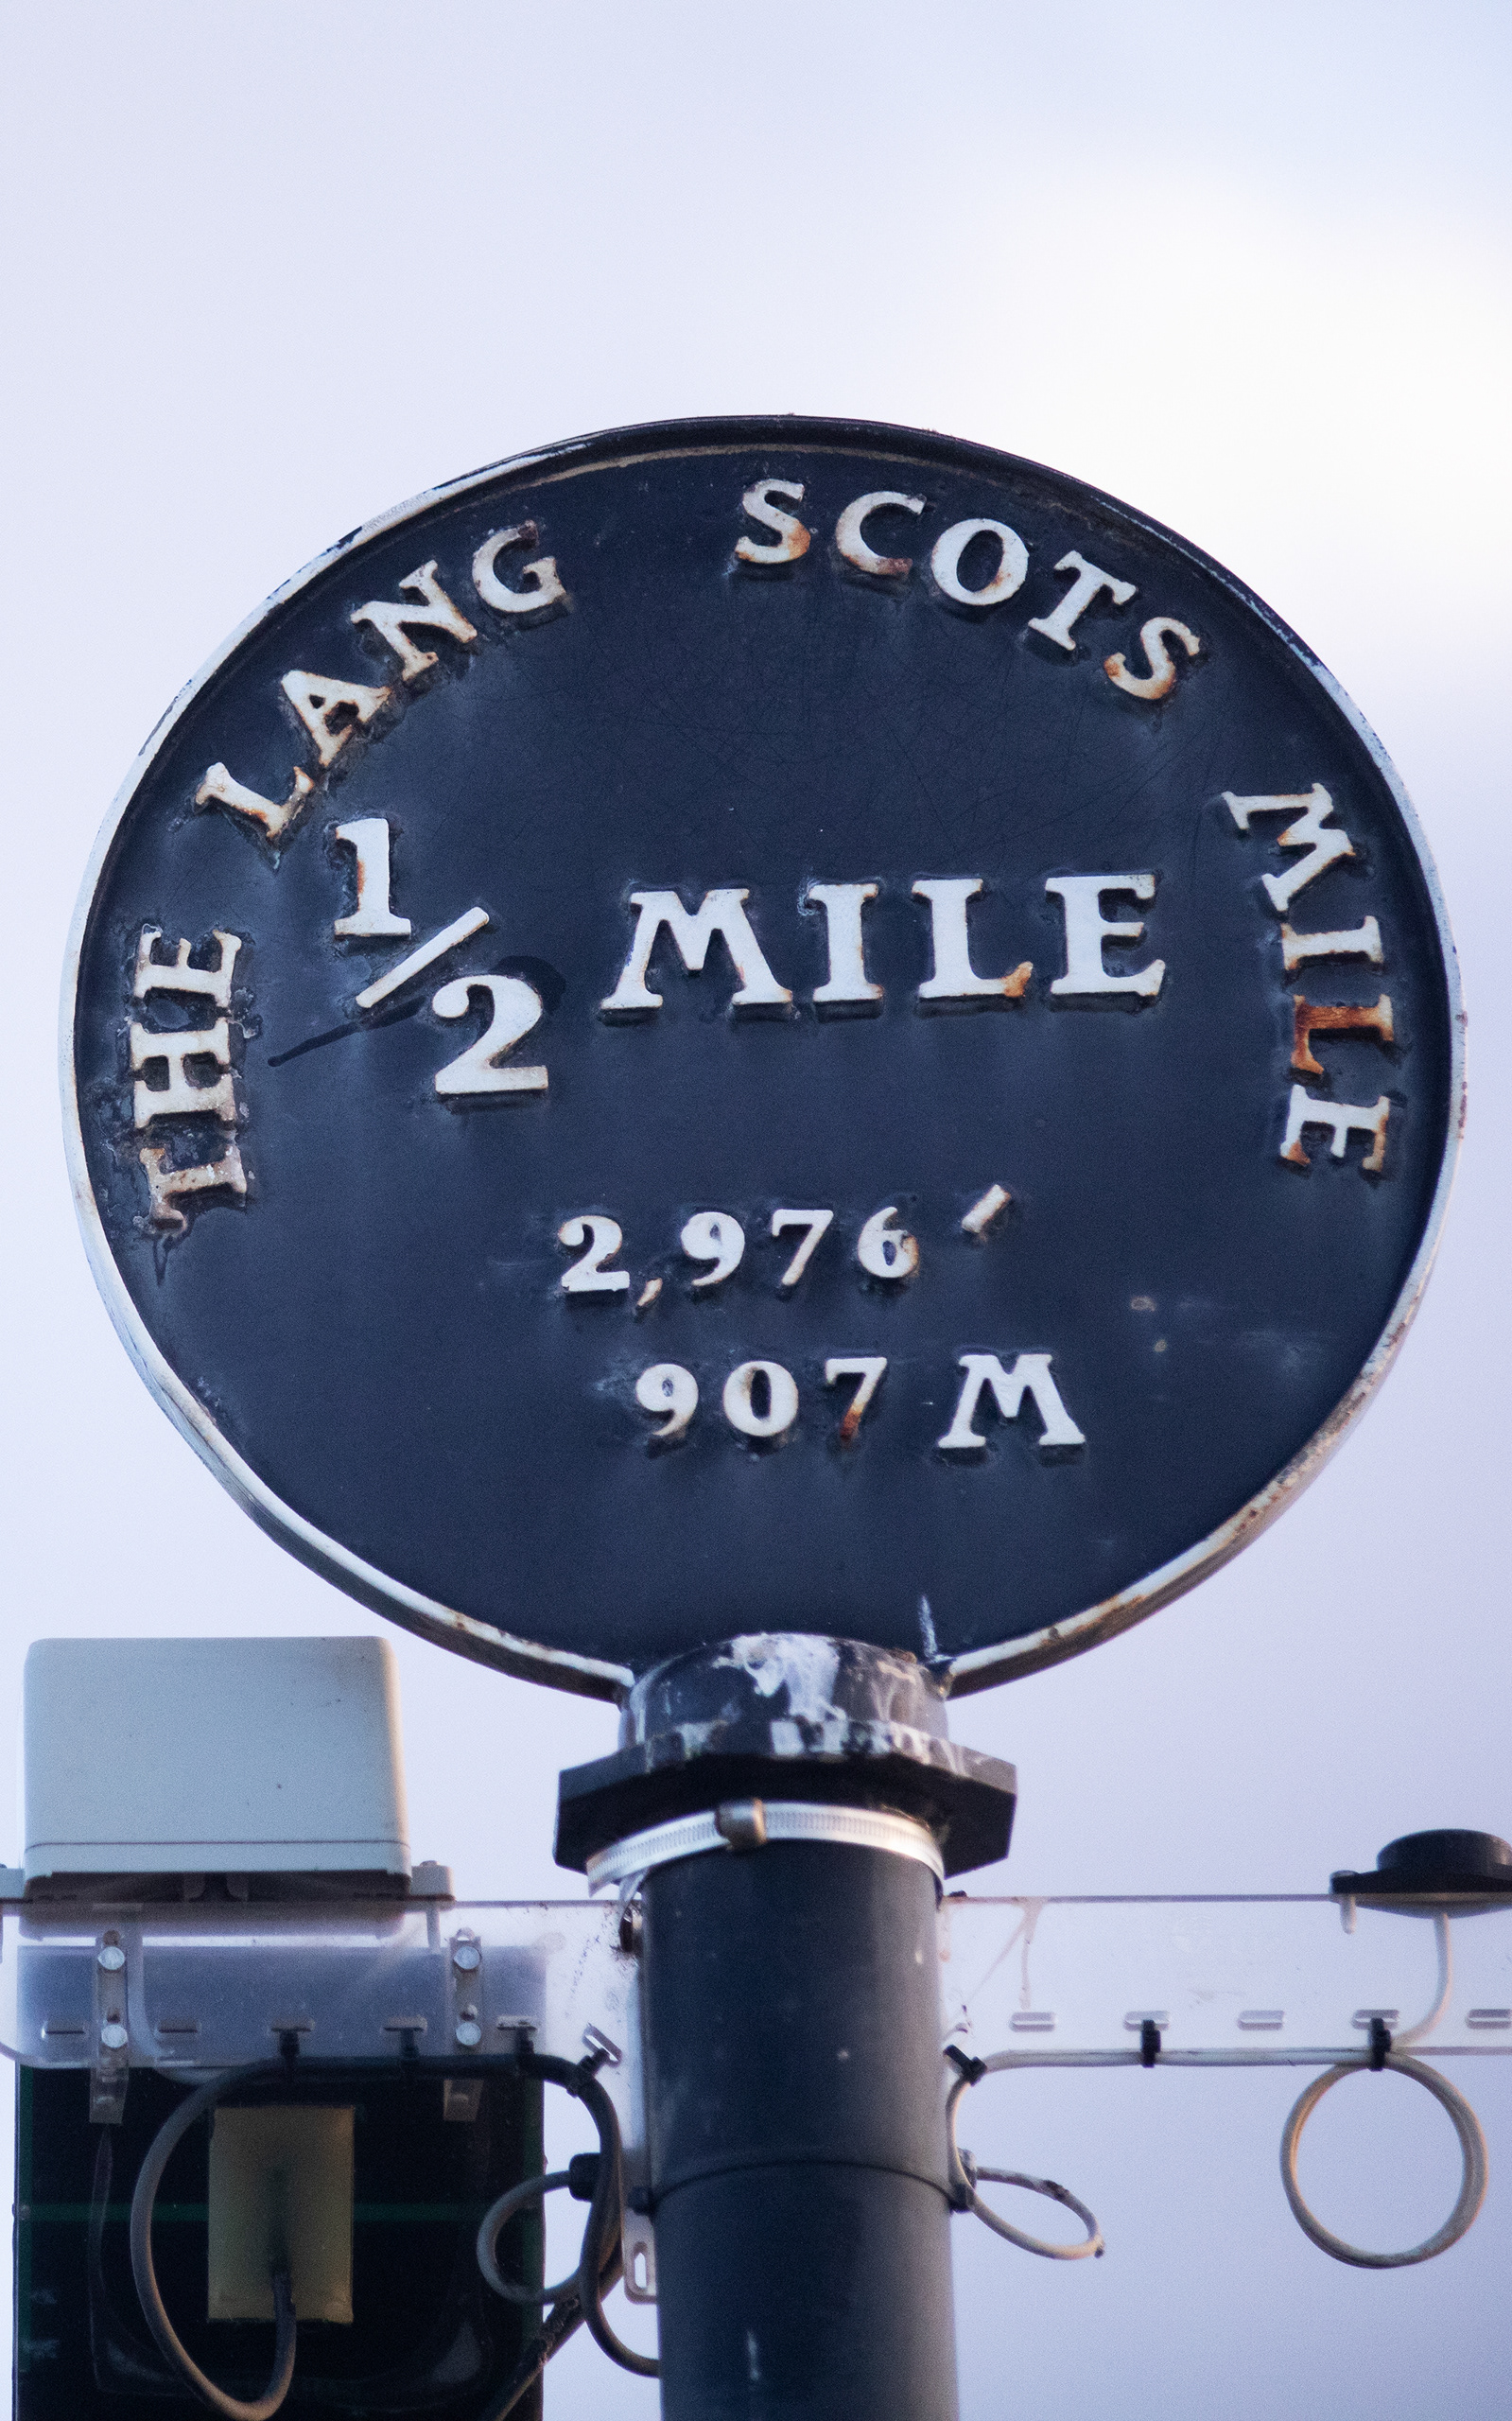 THE LANG SCOTS MILE
1/2 MILE
2,976′
907 M